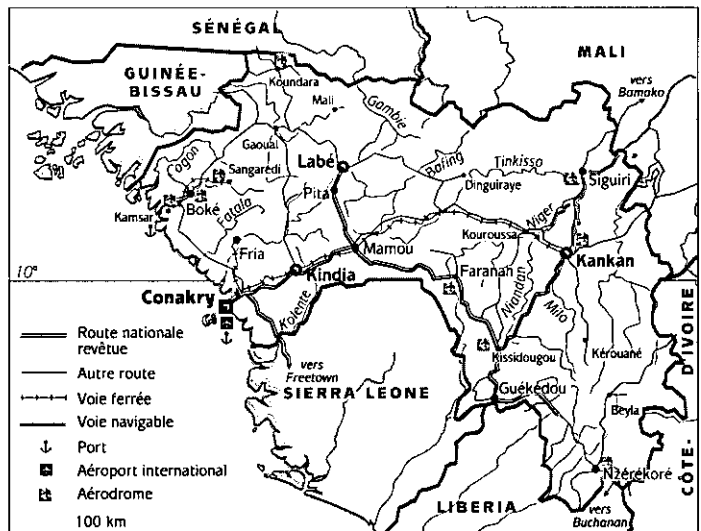 SÉNÉGAL
MALI
GUINÉE-
BISSAU
vers
Bamako
Koundara
Mali
Gambie
Gaoual
Labé
Bafing
Tinkisso
Cogon
Sangarédi
Dinguiraye
Siguiri
Pita
Boké
Kamsar
Fatala
Niger
Kouroussa
Fria
Mamou
Kankan
10°
Kindia
Faranah
Niandan
Conakry
Kolente
Milo
D'IVOIRE
Route nationale
revêtue
Autre route
Voie ferrée
Voie navigable
Port
Aéroport international
Aérodrome
100 km
vers
Freetown
SIERRA LEONE
Kissidougou
Kérouané
Guékédou
Beyla
CÔTE-
Nzérékoré
LIBERIA
vers
Buchanan